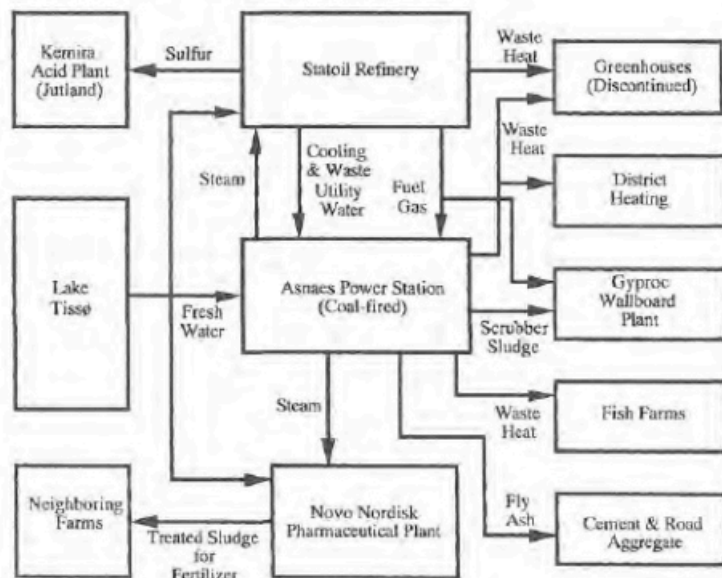 Kemira
Acid Plant
(Jutland)
Sulfur
Statoil Refinery
Waste
Heat
Greenhouses
(Discontinued)
Steam
Cooling
& Waste
Utility
Water
Fuel
Gas
Waste
Heat
District
Heating
Lake
Tissø
Fresh
Water
Asnaes Power Station
(Coal-fired)
Scrubber
Sludge
Gyproc
Wallboard
Plant
Steam
Waste
Heat
Fish Farms
Neighboring
Farms
Treated Sludge
for
Fertilizer
Novo Nordisk
Pharmaceutical Plant
Fly
Ash
Cement & Road
Aggregate